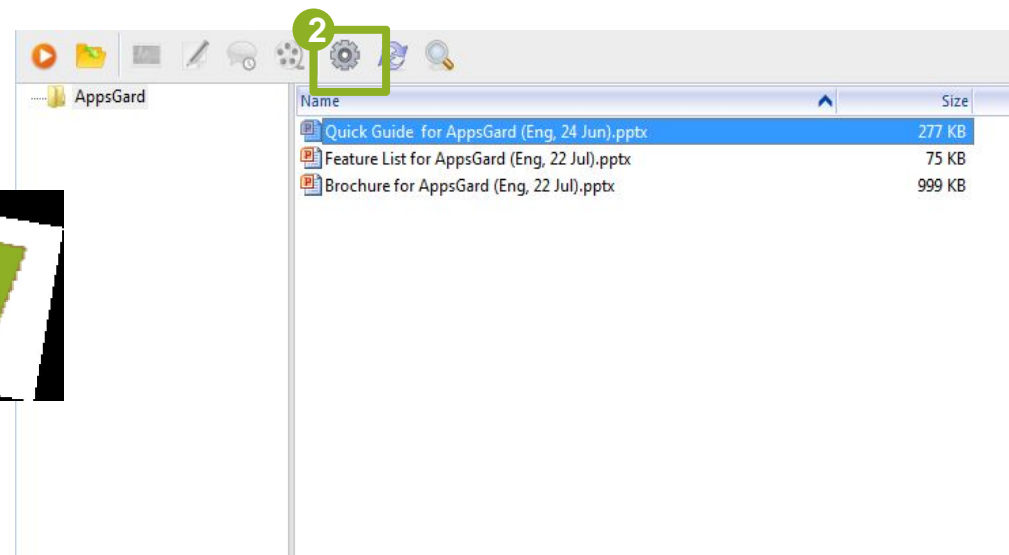 2
AppsGard
Name Size
Quick Guide for AppsGard (Eng, 24 Jun).pptx 277 KB
Feature List for AppsGard (Eng, 22 Jul).pptx 75 KB
Brochure for AppsGard (Eng, 22 Jul).pptx 999 KB